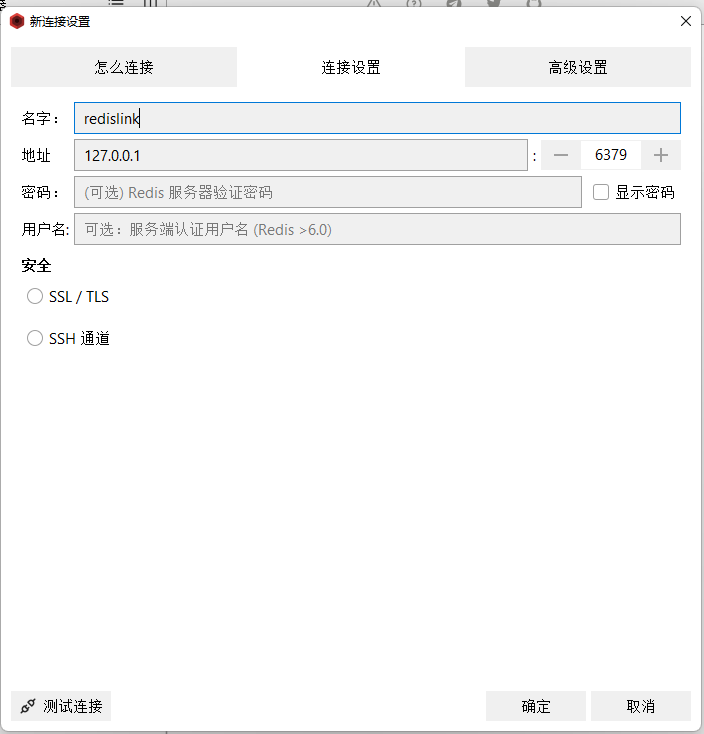 新连接设置
怎么连接 连接设置 高级设置
名字： redislink
地址 127.0.0.1 : 6379
密码： (可选) Redis 服务器验证密码 显示密码
用户名: 可选：服务端认证用户名 (Redis >6.0)
安全
SSL / TLS
SSH 通道
测试连接 确定 取消